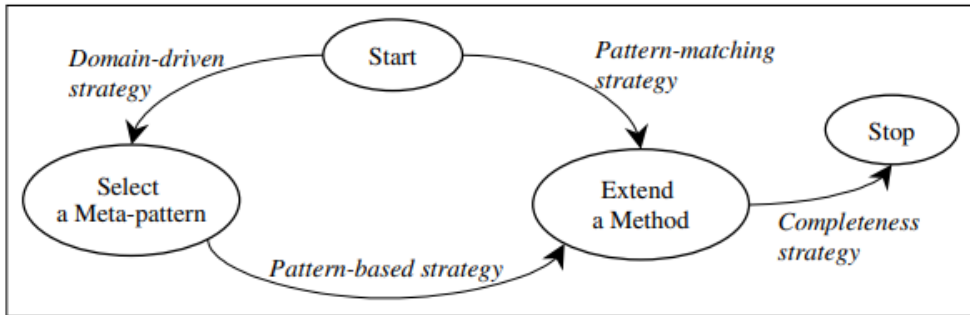 Domain-driven
strategy
Start
Pattern-matching
strategy
Stop
Select
a Meta-pattern
Extend
a Method
Completeness
strategy
Pattern-based strategy